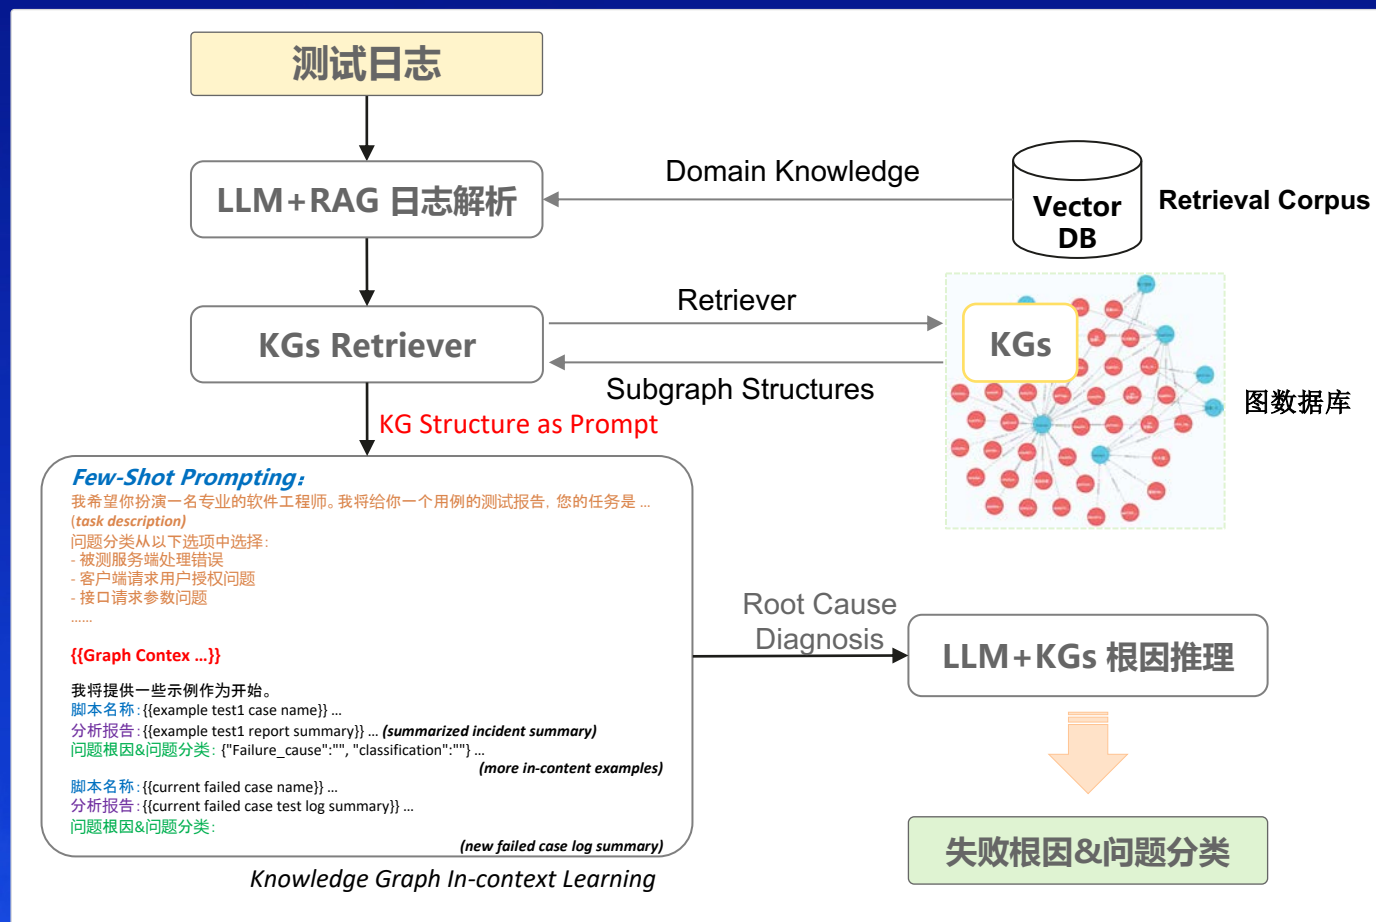 测试日志
LLM+RAG 日志解析
Domain Knowledge
Vector
DB
Retrieval Corpus
KGs Retriever
Retriever
Subgraph Structures
KGs
图数据库
KG Structure as Prompt
Few-Shot Prompting：
我希望你扮演一名专业的软件工程师。我将给你一个用例的测试报告, 您的任务是 ...
(task description)
问题分类从以下选项中选择：
- 被测服务端处理错误
- 客户端请求用户授权问题
- 接口请求参数问题
......
{{Graph Contex ...}}
我将提供一些示例作为开始。
脚本名称：{{example test1 case name}} ...
分析报告：{{example test1 report summary}} ... (summarized incident summary)
问题根因&问题分类：{"Failure_cause":"", "classification":""} ...
(more in-content examples)
脚本名称：{{current failed case name}} ...
分析报告：{{current failed case test log summary}} ...
问题根因&问题分类：
(new failed case log summary)
Knowledge Graph In-context Learning
Root Cause
Diagnosis
LLM+KGs 根因推理
失败根因&问题分类